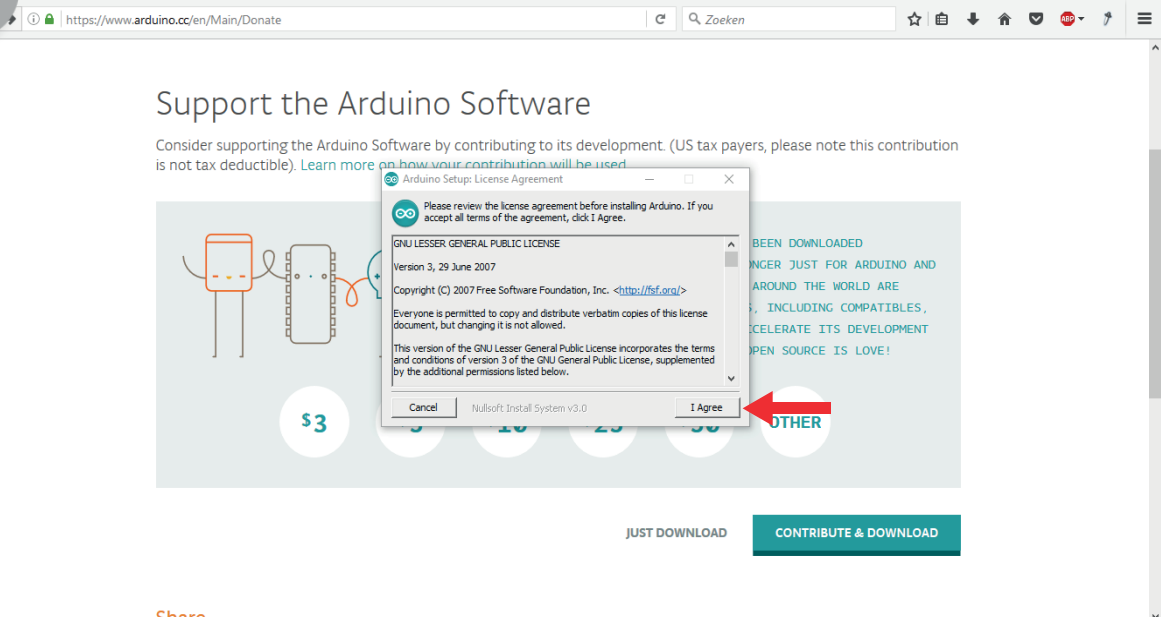 https://www.arduino.cc/en/Main/Donate
Zoeken
ABP
Support the Arduino Software
Consider supporting the Arduino Software by contributing to its development. (US tax payers, please note this contribution
is not tax deductible). Learn more on how your contribution will be used.
Arduino Setup: License Agreement
Please review the license agreement before installing Arduino. If you
accept all terms of the agreement, click I Agree.
GNU LESSER GENERAL PUBLIC LICENSE
Version 3, 29 June 2007
Copyright (C) 2007 Free Software Foundation, Inc. <http://fsf.org/>
Everyone is permitted to copy and distribute verbatim copies of this license
document, but changing it is not allowed.
This version of the GNU Lesser General Public License incorporates the terms
and conditions of version 3 of the GNU General Public License, supplemented
by the additional permissions listed below.
Cancel
Nullsoft Install System v3.0
I Agree
BEEN DOWNLOADED
JUST FOR ARDUINO AND
AROUND THE WORLD ARE
, INCLUDING COMPATIBLES,
ITS DEVELOPMENT
SOURCE IS LOVE!
$3
OTHER
JUST DOWNLOAD
CONTRIBUTE & DOWNLOAD
Share